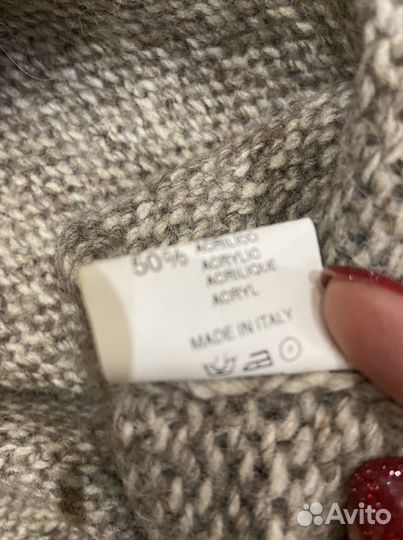 50% ACRILICO
ACRYLIC
ACRILIQUE
ACRYL
MADE IN ITALY
Avito